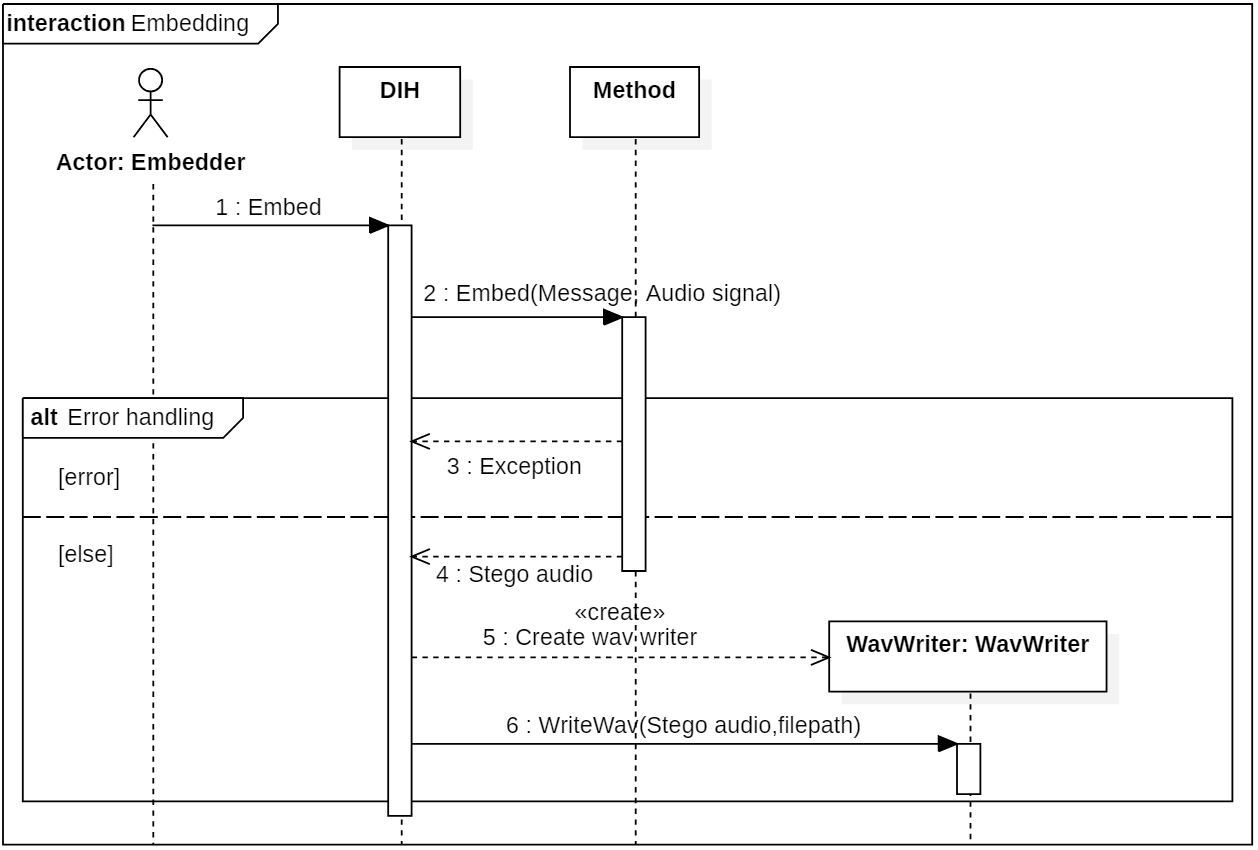 interaction Embedding
DIH
Method
Actor: Embedder
1 : Embed
2 : Embed(Message, Audio signal)
alt Error handling
3 : Exception
[error]
[else]
4 : Stego audio
«create»
5 : Create wav writer
WavWriter: WavWriter
6 : WriteWav(Stego audio,filepath)